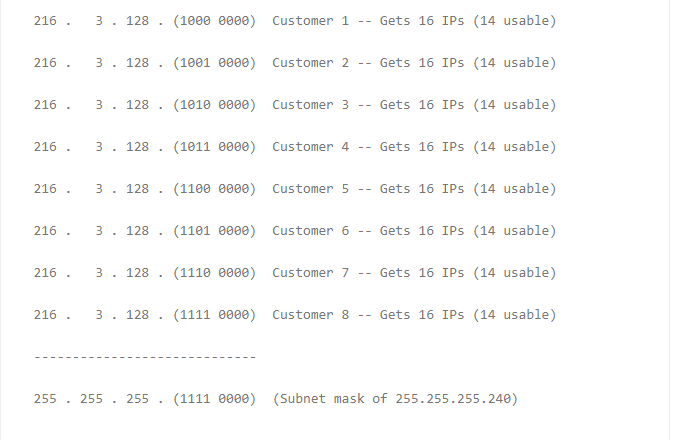 216 .   3 . 128 . (1000 0000)  Customer 1 -- Gets 16 IPs (14 usable)
216 .   3 . 128 . (1001 0000)  Customer 2 -- Gets 16 IPs (14 usable)
216 .   3 . 128 . (1010 0000)  Customer 3 -- Gets 16 IPs (14 usable)
216 .   3 . 128 . (1011 0000)  Customer 4 -- Gets 16 IPs (14 usable)
216 .   3 . 128 . (1100 0000)  Customer 5 -- Gets 16 IPs (14 usable)
216 .   3 . 128 . (1101 0000)  Customer 6 -- Gets 16 IPs (14 usable)
216 .   3 . 128 . (1110 0000)  Customer 7 -- Gets 16 IPs (14 usable)
216 .   3 . 128 . (1111 0000)  Customer 8 -- Gets 16 IPs (14 usable)
-----------------------------
255 . 255 . 255 . (1111 0000)  (Subnet mask of 255.255.255.240)